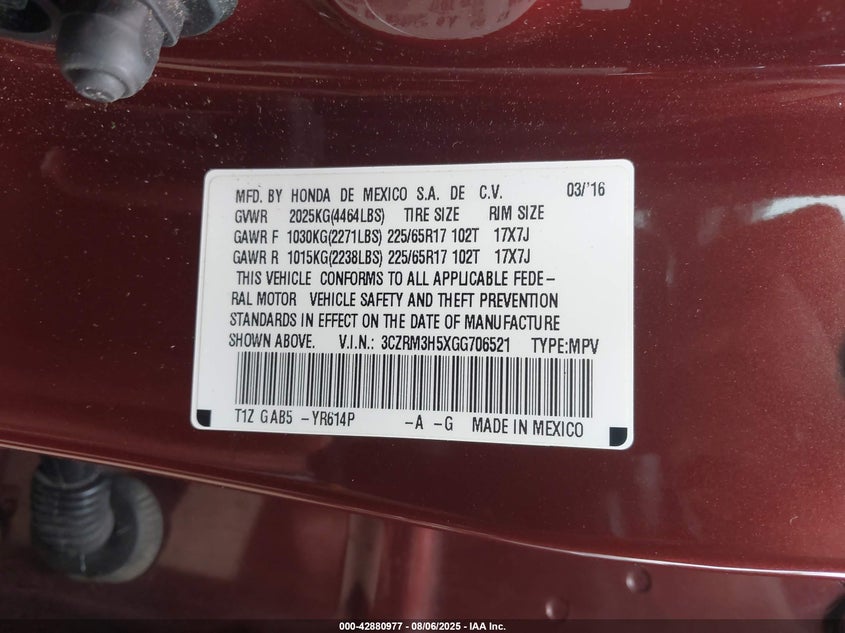 MFD. BY HONDA DE MEXICO S.A. DE C.V. 03/'16
GVWR 2025KG(4464LBS) TIRE SIZE RIM SIZE
GAWR F 1030KG(2271LBS) 225/65R17 102T 17X7J
GAWR R 1015KG(2238LBS) 225/65R17 102T 17X7J
THIS VEHICLE CONFORMS TO ALL APPLICABLE FEDE–
RAL MOTOR VEHICLE SAFETY AND THEFT PREVENTION
STANDARDS IN EFFECT ON THE DATE OF MANUFACTURE
SHOWN ABOVE. V.I.N.: 3CZRM3H5XGG706521 TYPE:MPV
T1Z GAB5 –YR614P –A –G MADE IN MEXICO
000-42880977 - 08/06/2025 - IAA Inc.